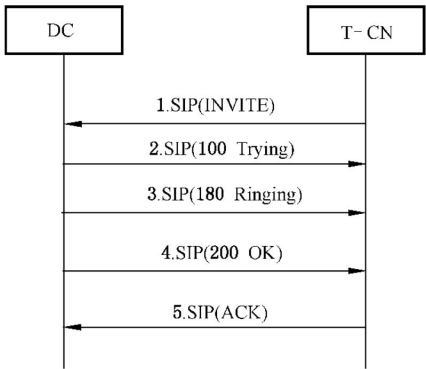 DC
T-CN
1.SIP(INVITE)
2.SIP(100 Trying)
3.SIP(180 Ringing)
4.SIP(200 OK)
5.SIP(ACK)